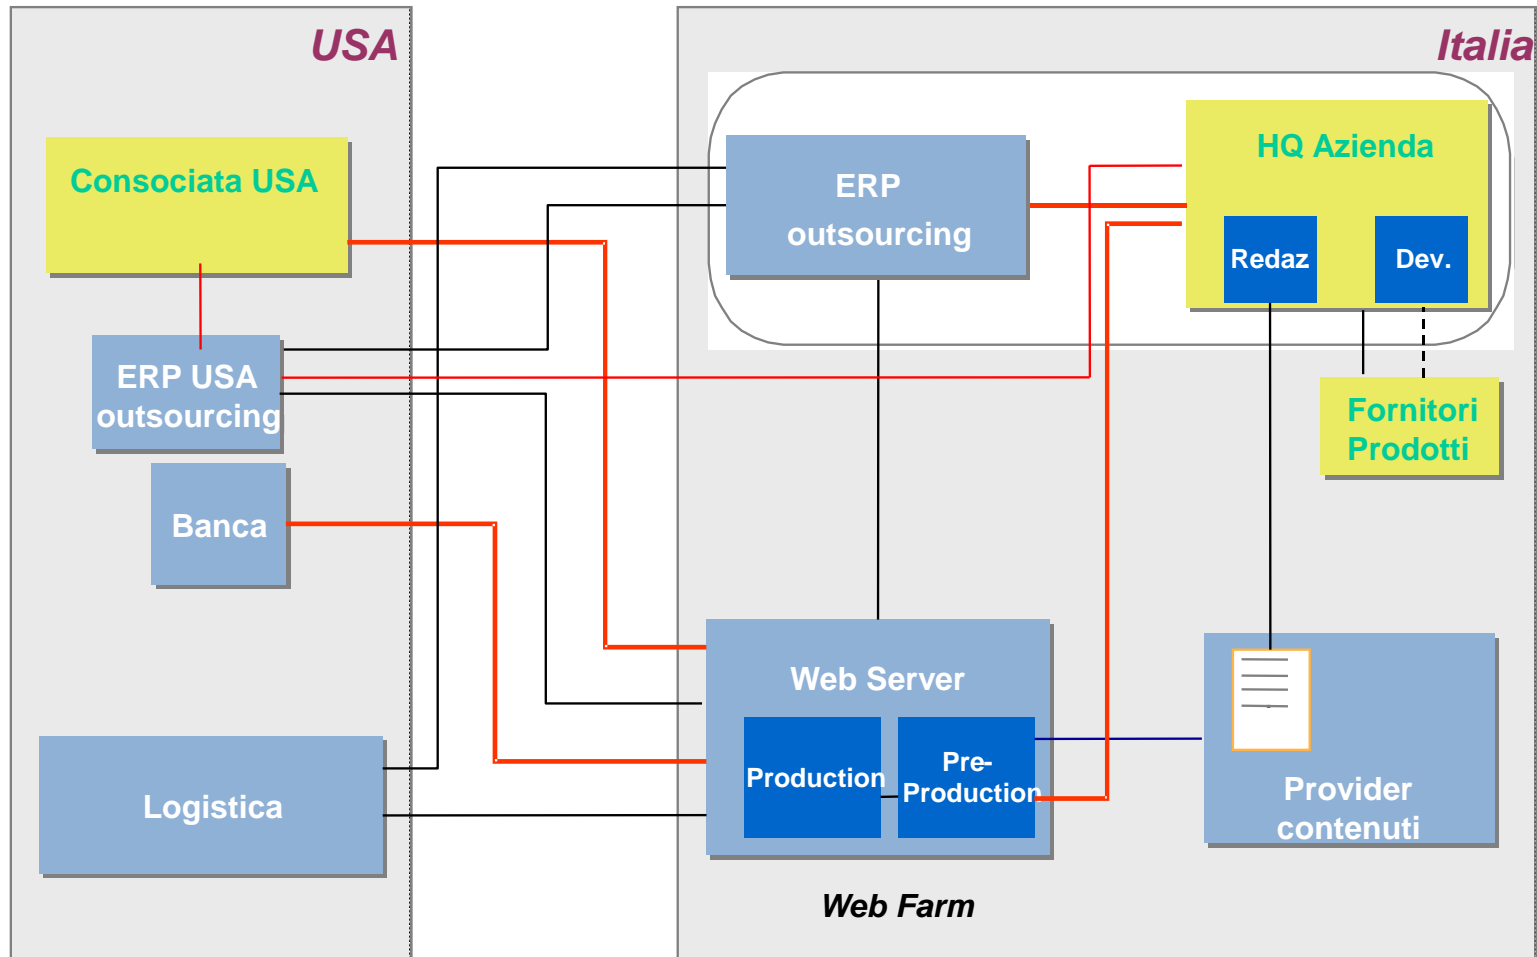 USA
Italia
Consociata USA
ERP USA
outsourcing
Banca
Logistica
ERP
outsourcing
HQ Azienda
Redaz
Dev.
Fornitori
Prodotti
Web Server
Production
Pre-
Production
Provider
contenuti
Web Farm